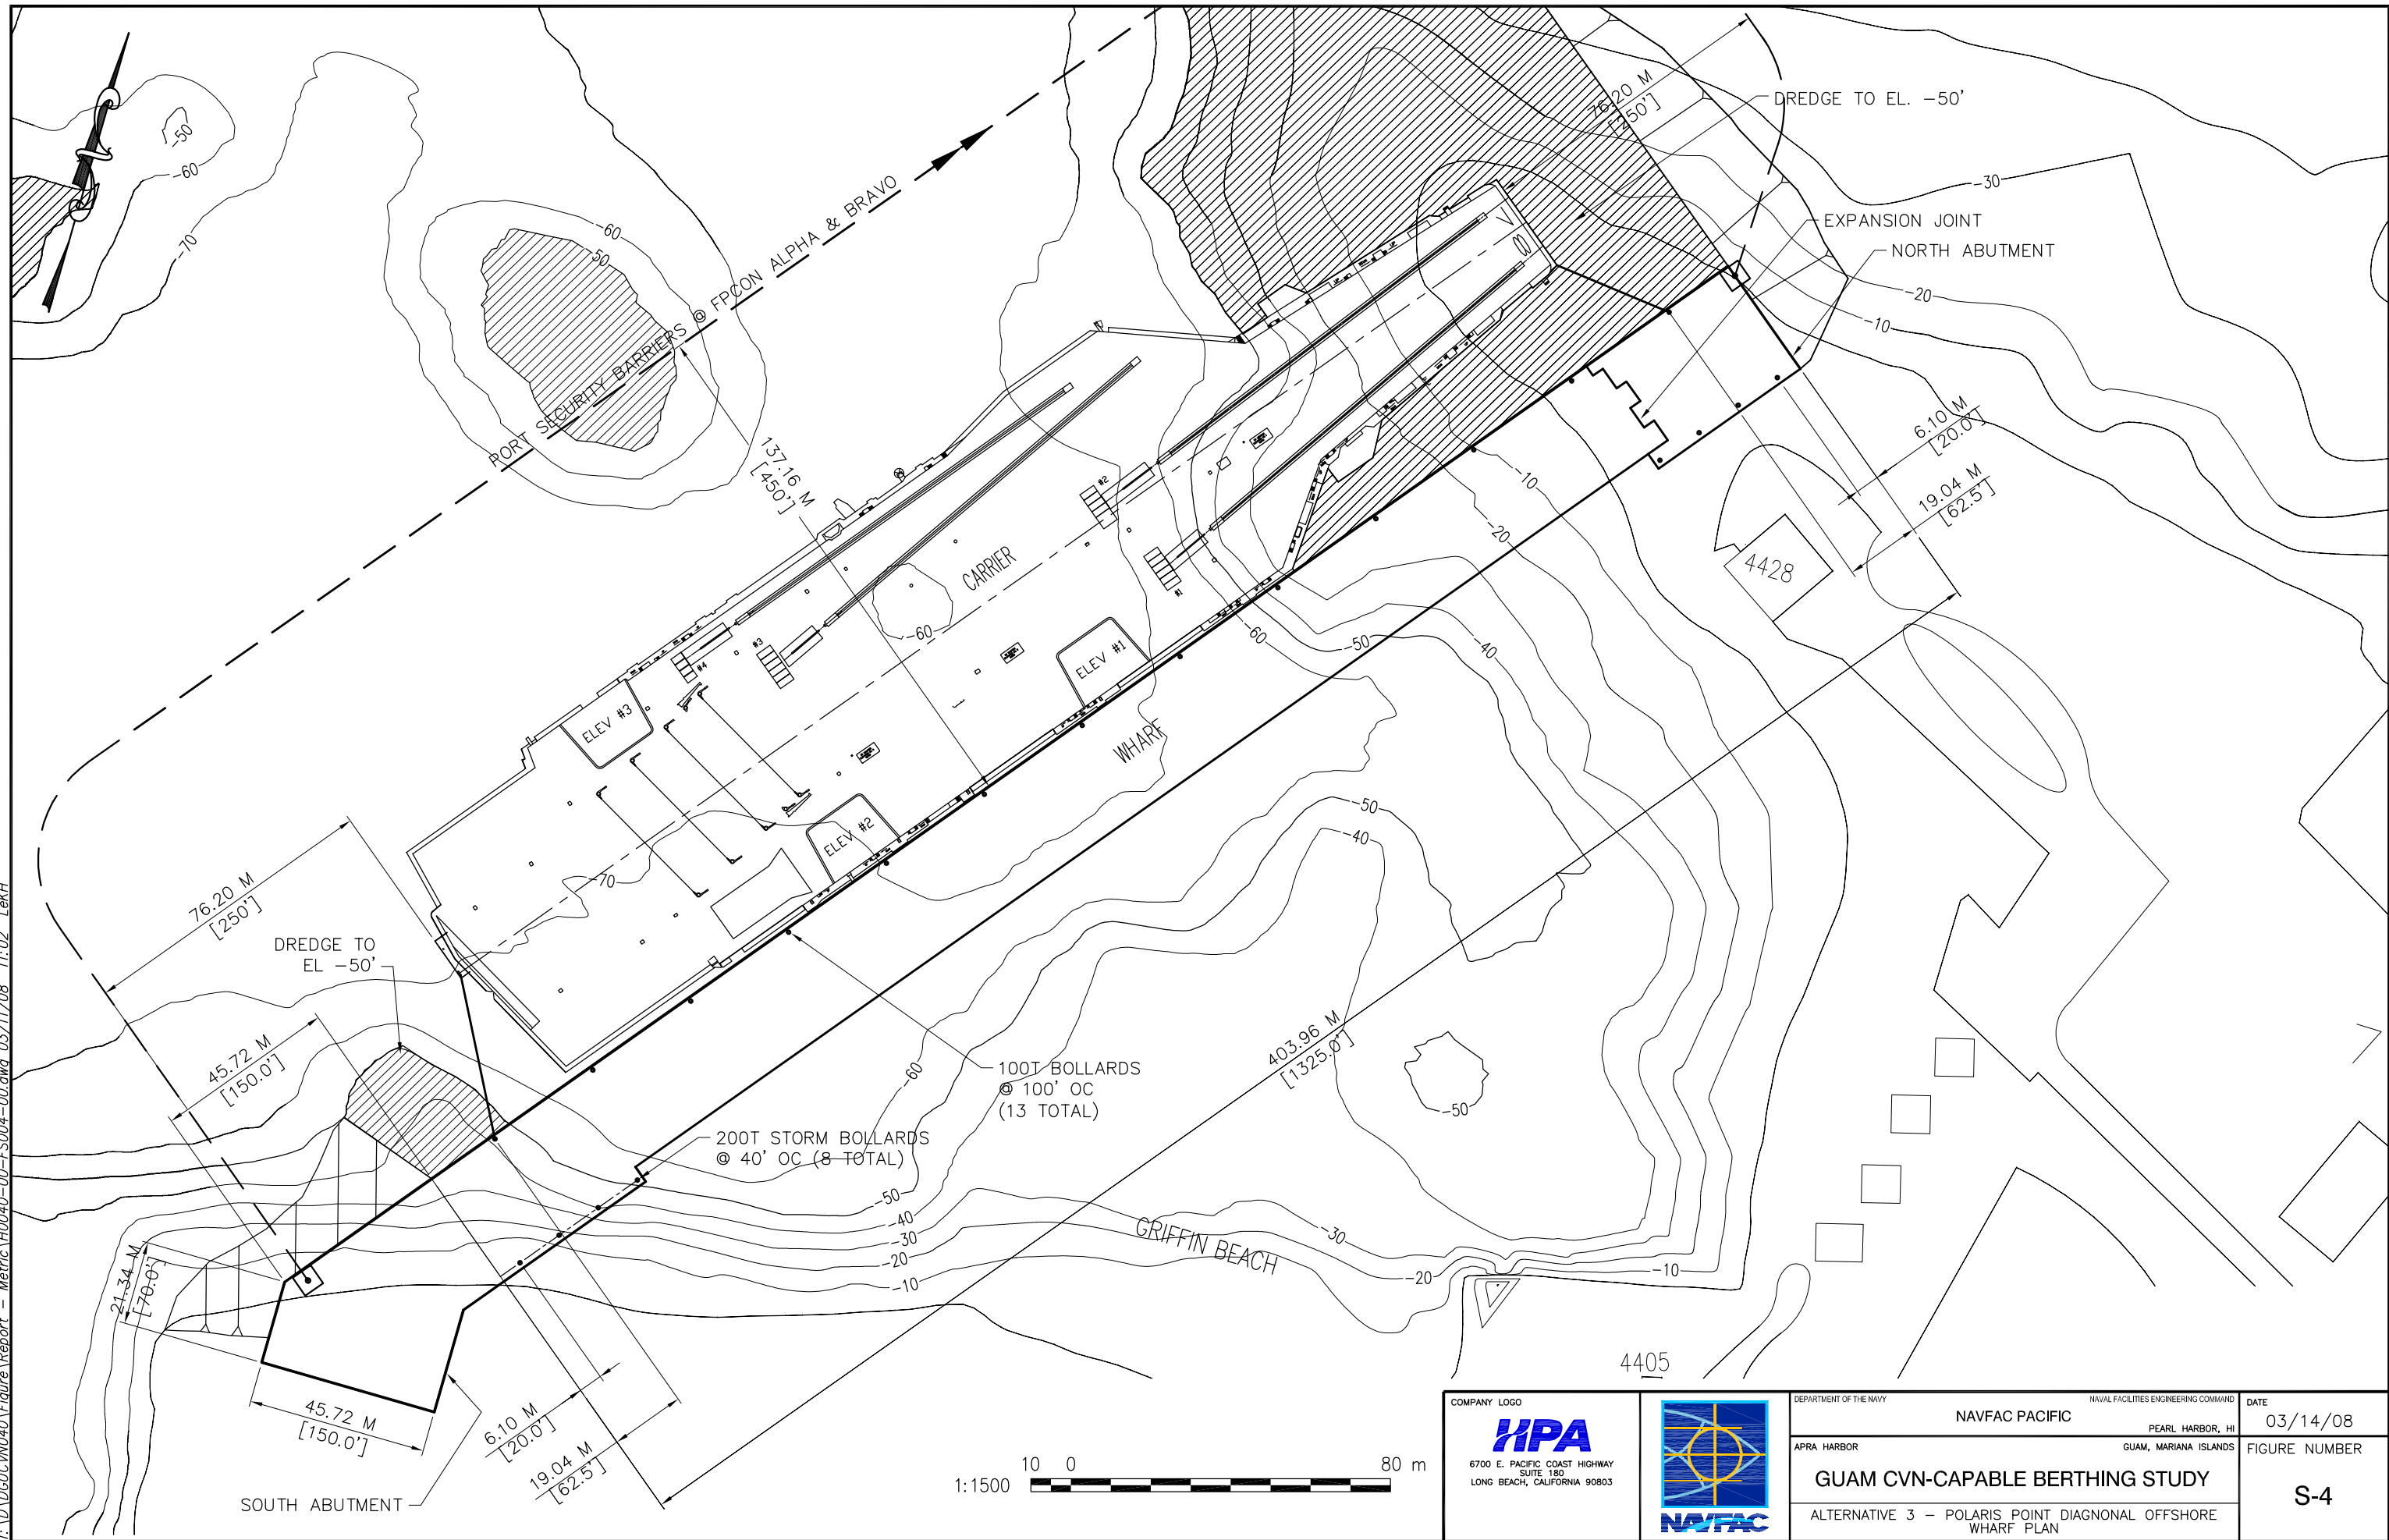 -50
-60
-70
-60
50
PORT SECURITY BARRIERS @ FPCON ALPHA & BRAVO
76.20 M
[250']
DREDGE TO EL. -50'
-30
EXPANSION JOINT
NORTH ABUTMENT
-20
-10
6.10 M
[20.0']
19.04 M
[62.5']
4428
137.16 M
[450']
CARRIER
#2
#1
#3
#4
-60
ELEV #1
ELEV #3
ELEV #2
-10
-20
60
-50
-40
WHARF
-50
-40
-70
76.20 M
[250']
DREDGE TO
EL -50'
45.72 M
[150.0']
403.96 M
[1325.0']
100T BOLLARDS
@ 100' OC
(13 TOTAL)
-60
-50
200T STORM BOLLARDS
@ 40' OC (8 TOTAL)
-50
-40
-30
-20
-10
GRIFFIN BEACH
-30
-20
-10
21.34 M
[70.0']
45.72 M
[150.0']
6.10 M
[20.0']
19.04 M
[62.5']
SOUTH ABUTMENT
4405
1:1500
10 0 80 m
COMPANY LOGO
HPA
6700 E. PACIFIC COAST HIGHWAY
SUITE 180
LONG BEACH, CALIFORNIA 90803
NAVFAC
DEPARTMENT OF THE NAVY NAVAL FACILITIES ENGINEERING COMMAND
NAVFAC PACIFIC
PEARL HARBOR, HI
APRA HARBOR GUAM, MARIANA ISLANDS
GUAM CVN-CAPABLE BERTHING STUDY
ALTERNATIVE 3 - POLARIS POINT DIAGNONAL OFFSHORE
WHARF PLAN
DATE
03/14/08
FIGURE NUMBER
S-4